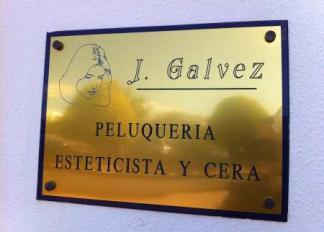 J. Galvez
PELUQUERIA
ESTETICISTA Y CERA